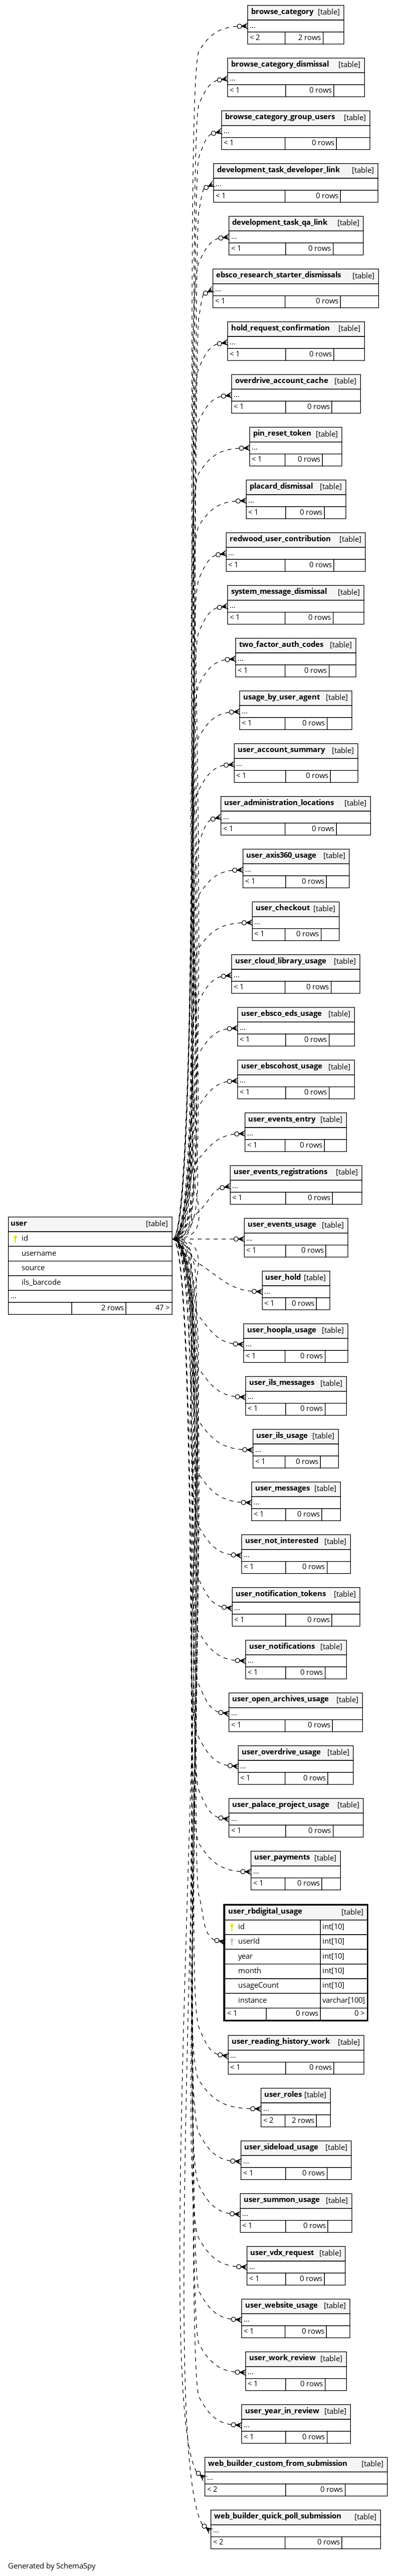 browse_category [table]
...
< 2 2 rows
browse_category_dismissal [table]
...
< 1 0 rows
browse_category_group_users [table]
...
< 1 0 rows
development_task_developer_link [table]
...
< 1 0 rows
development_task_qa_link [table]
...
< 1 0 rows
ebsco_research_starter_dismissals [table]
...
< 1 0 rows
hold_request_confirmation [table]
...
< 1 0 rows
overdrive_account_cache [table]
...
< 1 0 rows
pin_reset_token [table]
...
< 1 0 rows
placard_dismissal [table]
...
< 1 0 rows
redwood_user_contribution [table]
...
< 1 0 rows
system_message_dismissal [table]
...
< 1 0 rows
two_factor_auth_codes [table]
...
< 1 0 rows
usage_by_user_agent [table]
...
< 1 0 rows
user_account_summary [table]
...
< 1 0 rows
user_administration_locations [table]
...
< 1 0 rows
user_axis360_usage [table]
...
< 1 0 rows
user_checkout [table]
...
< 1 0 rows
user_cloud_library_usage [table]
...
< 1 0 rows
user_ebsco_eds_usage [table]
...
< 1 0 rows
user_ebscohost_usage [table]
...
< 1 0 rows
user_events_entry [table]
...
< 1 0 rows
user_events_registrations [table]
...
< 1 0 rows
user [table]
id
username
source
ils_barcode
...
2 rows 47 >
user_events_usage [table]
...
< 1 0 rows
user_hold [table]
...
< 1 0 rows
user_hoopla_usage [table]
...
< 1 0 rows
user_ils_messages [table]
...
< 1 0 rows
user_ils_usage [table]
...
< 1 0 rows
user_messages [table]
...
< 1 0 rows
user_not_interested [table]
...
< 1 0 rows
user_notification_tokens [table]
...
< 1 0 rows
user_notifications [table]
...
< 1 0 rows
user_open_archives_usage [table]
...
< 1 0 rows
user_overdrive_usage [table]
...
< 1 0 rows
user_palace_project_usage [table]
...
< 1 0 rows
user_payments [table]
...
< 1 0 rows
user_rbdigital_usage [table]
id int[10]
userId int[10]
year int[10]
month int[10]
usageCount int[10]
instance varchar[100]
< 1 0 rows 0 >
user_reading_history_work [table]
...
< 1 0 rows
user_roles [table]
...
< 2 2 rows
user_sideload_usage [table]
...
< 1 0 rows
user_summon_usage [table]
...
< 1 0 rows
user_vdx_request [table]
...
< 1 0 rows
user_website_usage [table]
...
< 1 0 rows
user_work_review [table]
...
< 1 0 rows
user_year_in_review [table]
...
< 1 0 rows
web_builder_custom_from_submission [table]
...
< 2 0 rows
web_builder_quick_poll_submission [table]
...
< 2 0 rows
Generated by SchemaSpy